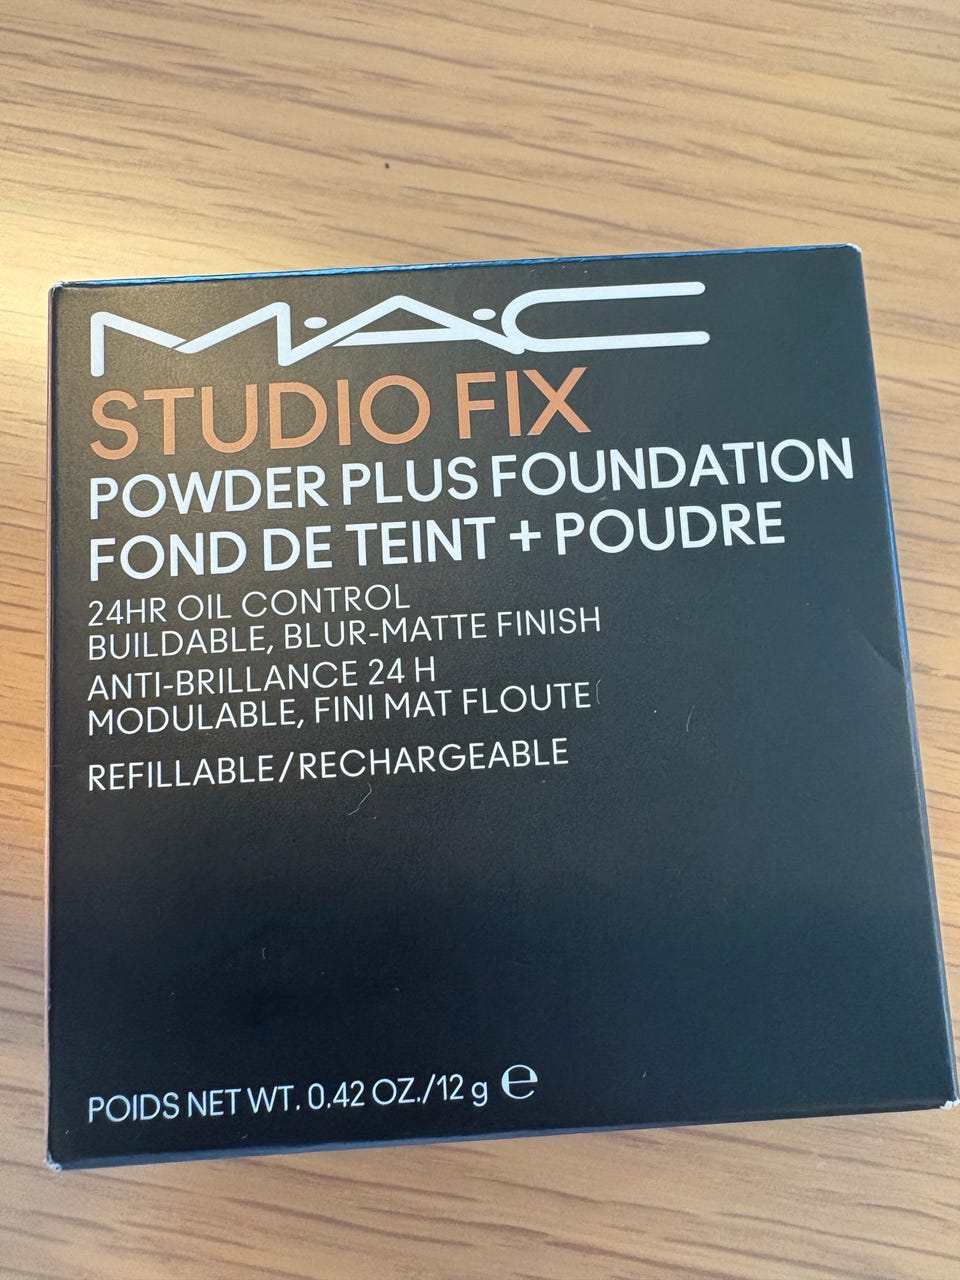 M·A·C
STUDIO FIX
POWDER PLUS FOUNDATION
FOND DE TEINT + POUDRE
24HR OIL CONTROL
BUILDABLE, BLUR-MATTE FINISH
ANTI-BRILLANCE 24 H
MODULABLE, FINI MAT FLOUTE
REFILLABLE/RECHARGEABLE
POIDS NET WT. 0.42 OZ./12 g ℮